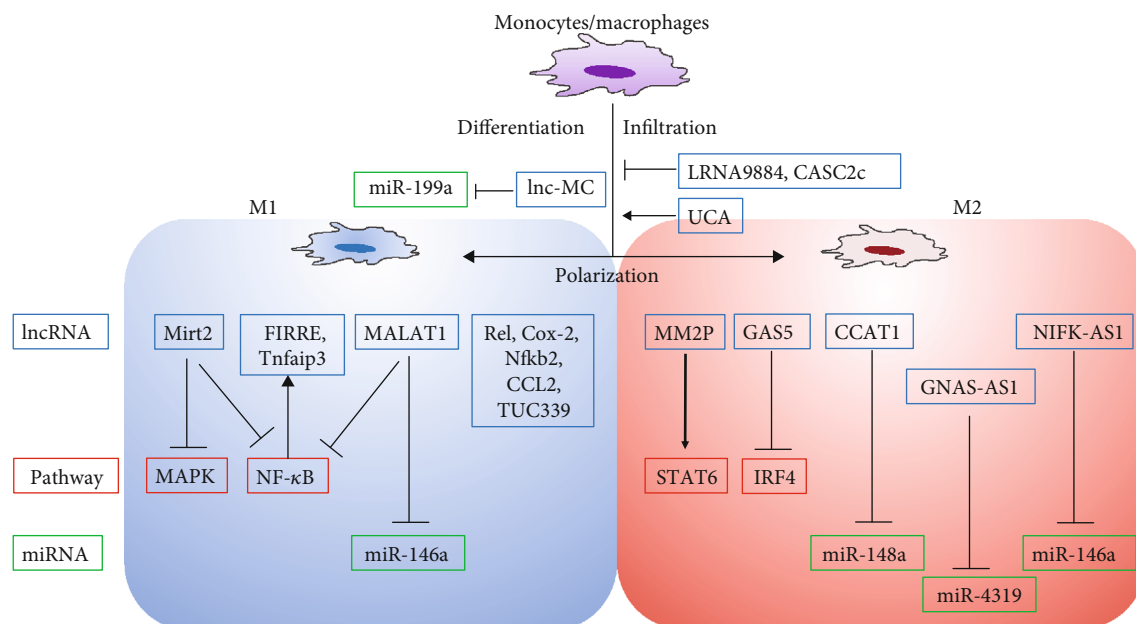 Monocytes/macrophages
Differentiation
Infiltration
miR-199a
lnc-MC
LRNA9884, CASC2c
UCA
M1
M2
Polarization
lncRNA
Mirt2
FIRRE,
Tnfaip3
MALAT1
Rel, Cox-2,
Nfkb2,
CCL2,
TUC339
MM2P
GAS5
CCAT1
GNAS-AS1
NIFK-AS1
Pathway
MAPK
NF-κB
STAT6
IRF4
miRNA
miR-146a
miR-148a
miR-4319
miR-146a